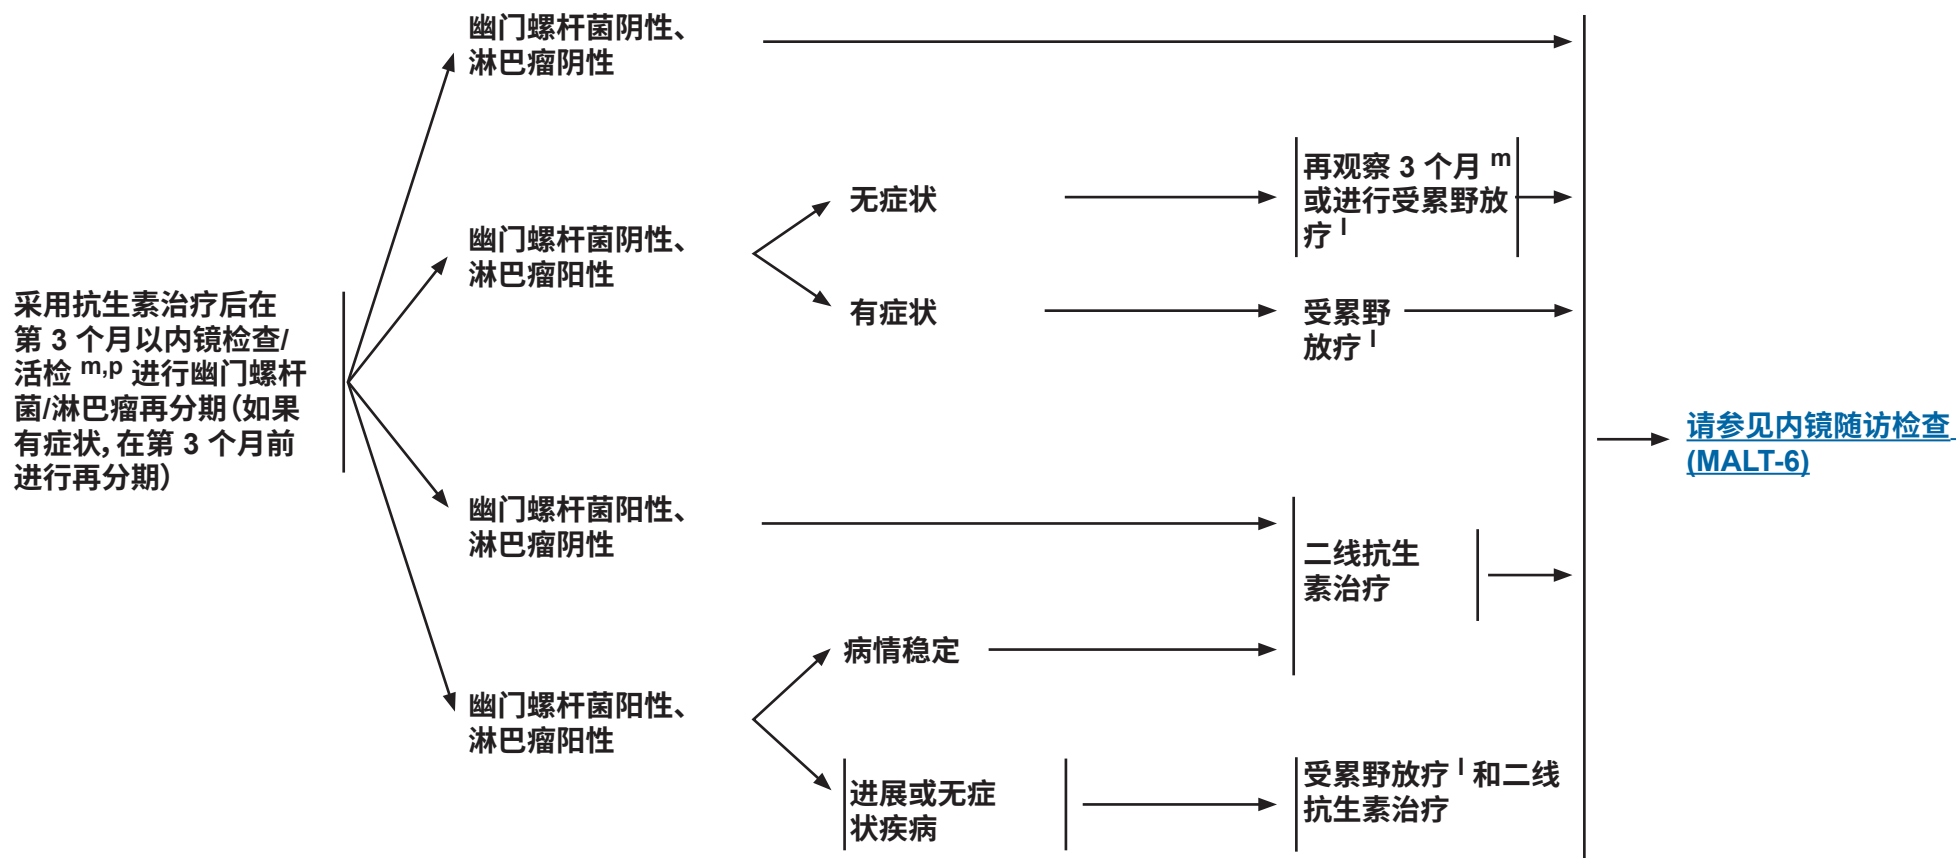 采用抗生素治疗后在
第 3 个月以内镜检查/
活检 m,p 进行幽门螺杆
菌/淋巴瘤再分期(如果
有症状,在第 3 个月前
进行再分期)
幽门螺杆菌阴性、
淋巴瘤阴性
幽门螺杆菌阴性、
淋巴瘤阳性
无症状
再观察 3 个月 m
或进行受累野放
疗 l
有症状
受累野
放疗 l
幽门螺杆菌阳性、
淋巴瘤阴性
二线抗生
素治疗
幽门螺杆菌阳性、
淋巴瘤阳性
病情稳定
进展或无症
状疾病
受累野放疗 l 和二线
抗生素治疗
请参见内镜随访检查
(MALT-6)